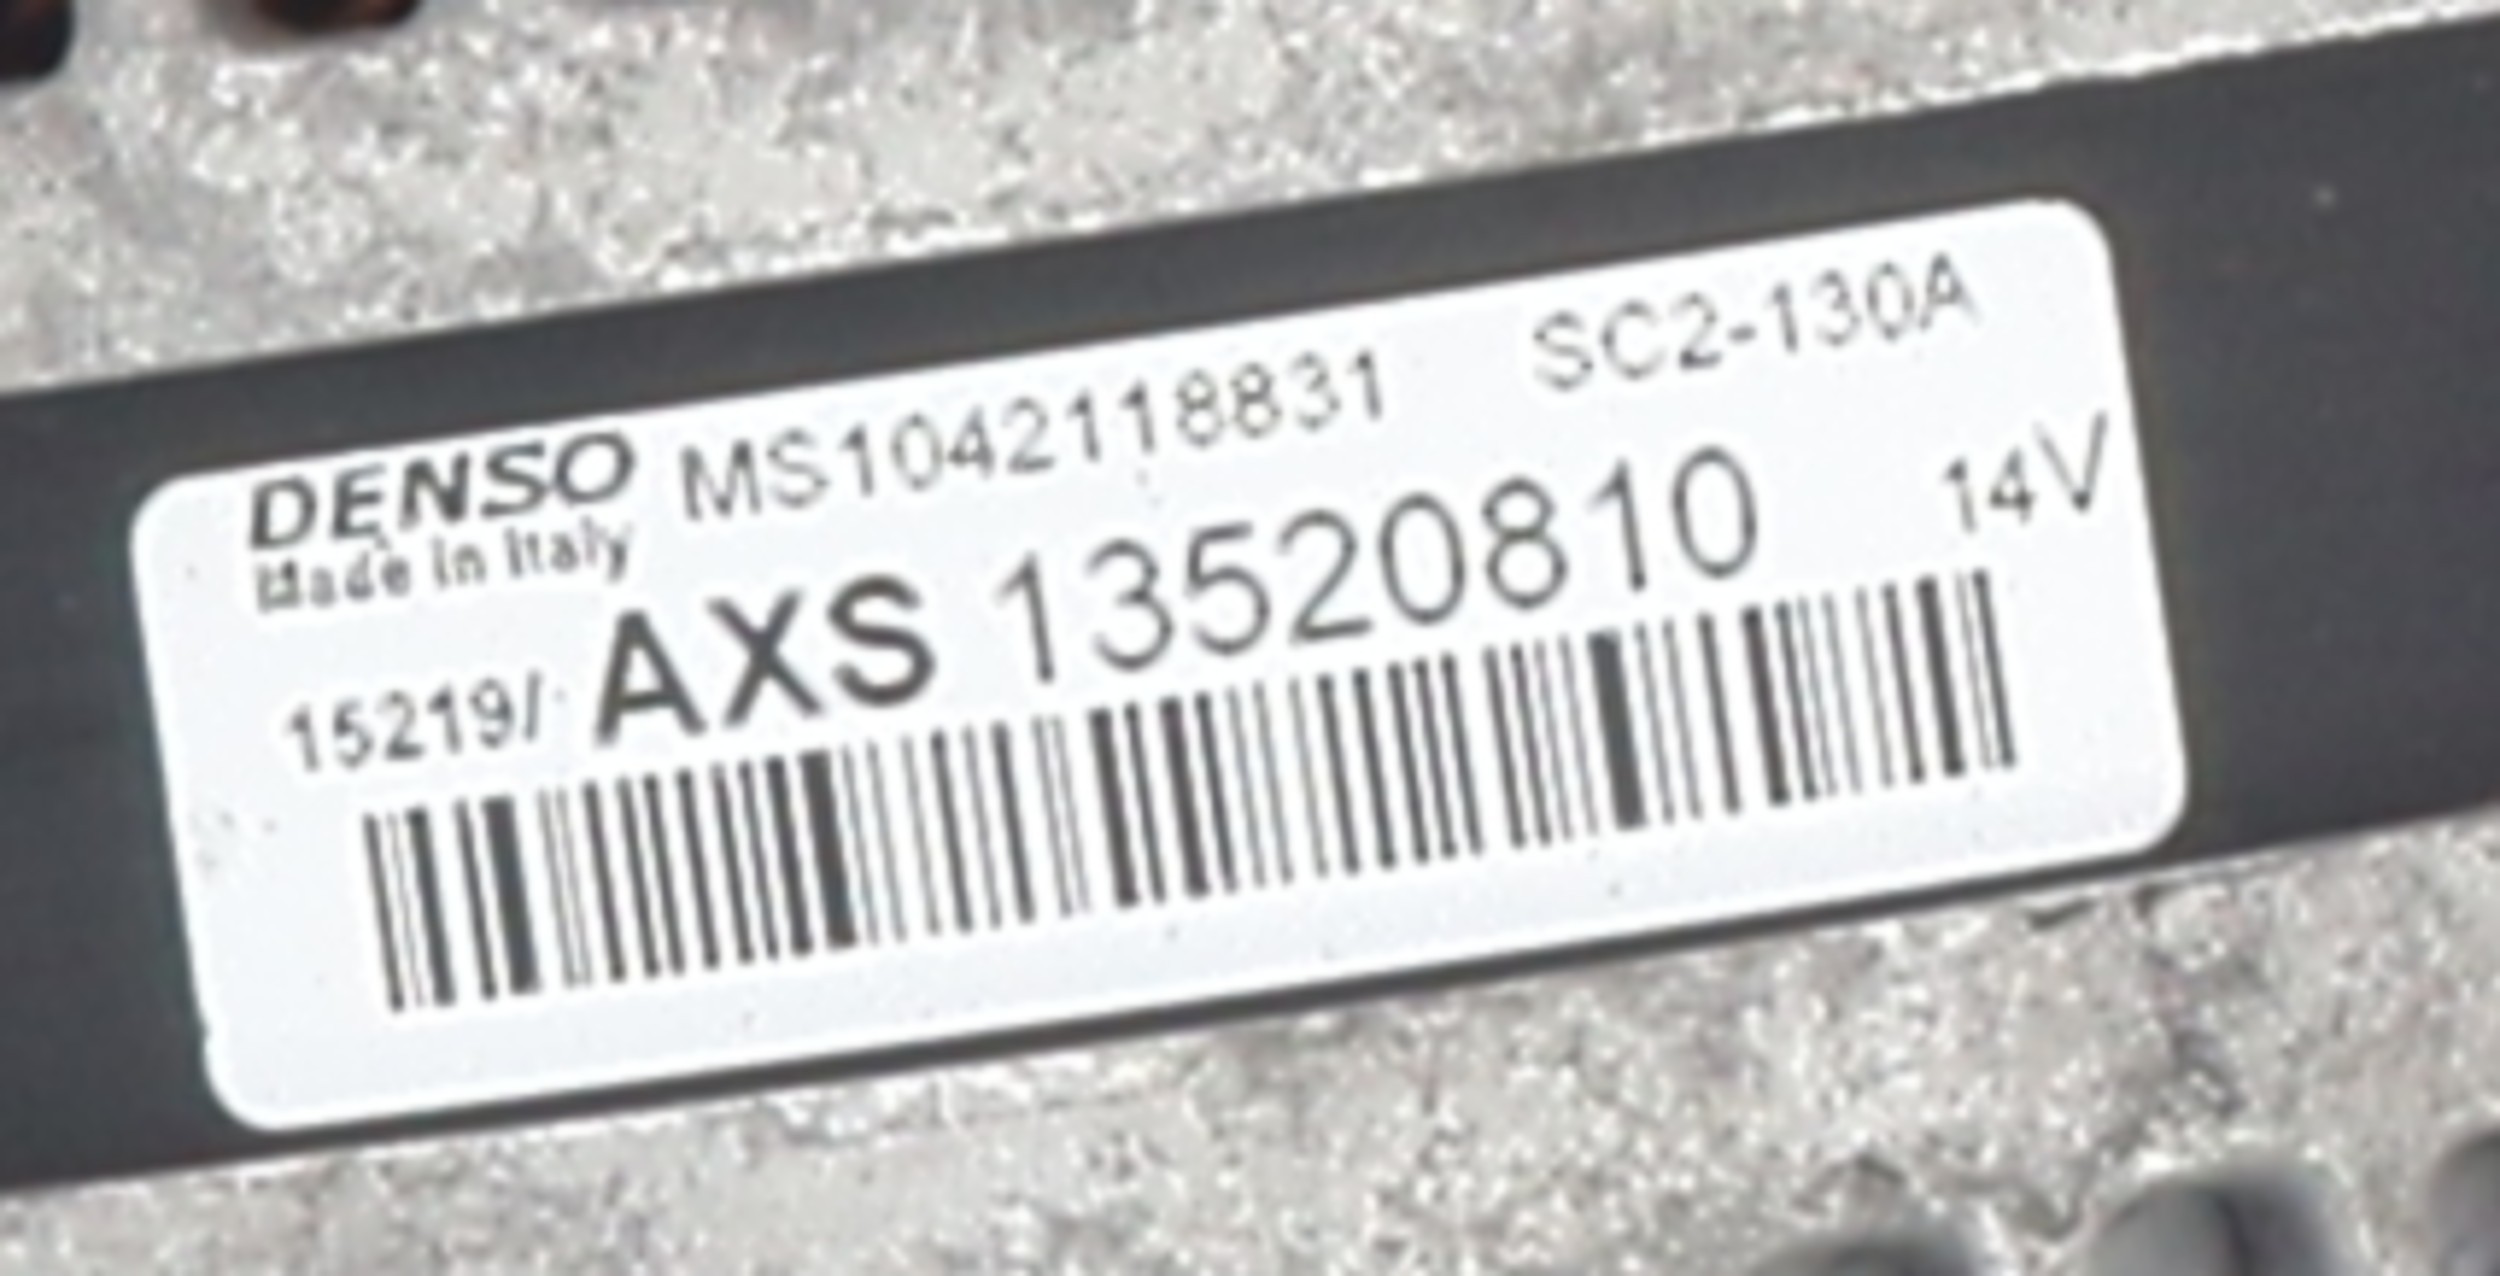 DENSO MS1042118831 SC2-130A
Made in Italy
15219/ AXS 13520810 14V